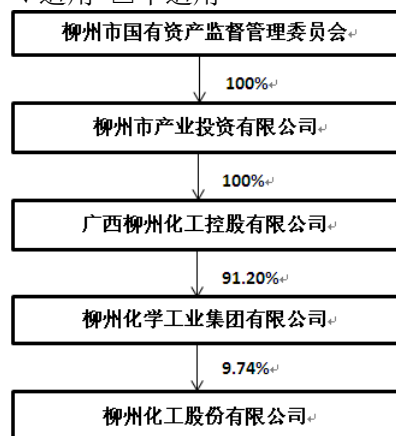 柳州市国有资产监督管理委员会
100%
柳州市产业投资有限公司
100%
广西柳州化工控股有限公司
91.20%
柳州化学工业集团有限公司
9.74%
柳州化工股份有限公司